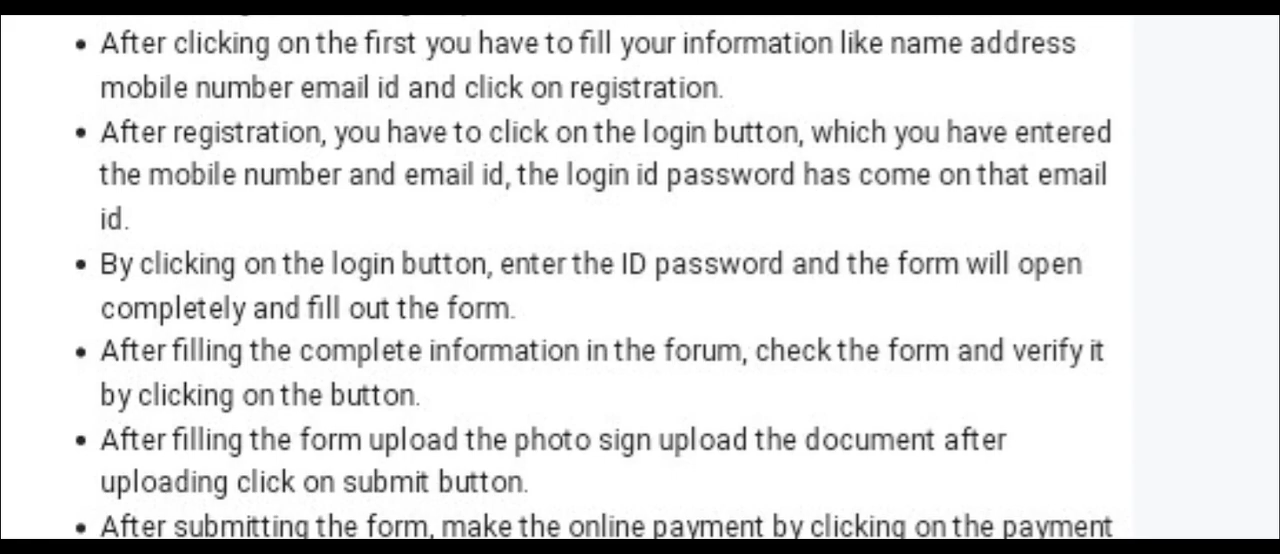 • After clicking on the first you have to fill your information like name address
mobile number email id and click on registration.
• After registration, you have to click on the login button, which you have entered
the mobile number and email id, the login id password has come on that email
id.
• By clicking on the login button, enter the ID password and the form will open
completely and fill out the form.
• After filling the complete information in the forum, check the form and verify it
by clicking on the button.
• After filling the form upload the photo sign upload the document after
uploading click on submit button.
• After submitting the form, make the online payment by clicking on the payment